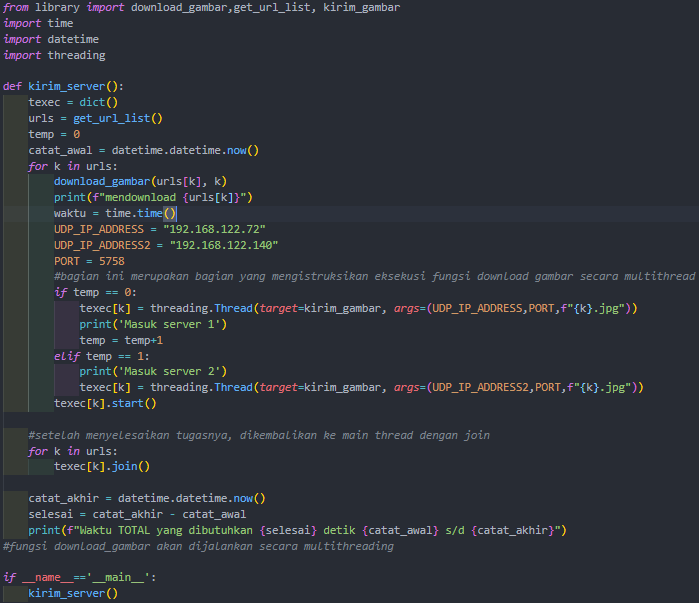 from library import download_gambar,get_url_list, kirim_gambar
import time
import datetime
import threading

def kirim_server():
    texec = dict()
    urls = get_url_list()
    temp = 0
    catat_awal = datetime.datetime.now()
    for k in urls:
        download_gambar(urls[k], k)
        print(f"mendownload {urls[k]}")
        waktu = time.time()
        UDP_IP_ADDRESS = "192.168.122.72"
        UDP_IP_ADDRESS2 = "192.168.122.140"
        PORT = 5758
        #bagian ini merupakan bagian yang mengistruksikan eksekusi fungsi download gambar secara multithread
        if temp == 0:
            texec[k] = threading.Thread(target=kirim_gambar, args=(UDP_IP_ADDRESS,PORT,f"{k}.jpg"))
            print('Masuk server 1')
            temp = temp+1
        elif temp == 1:
            print('Masuk server 2')
            texec[k] = threading.Thread(target=kirim_gambar, args=(UDP_IP_ADDRESS2,PORT,f"{k}.jpg"))
        texec[k].start()

    #setelah menyelesaikan tugasnya, dikembalikan ke main thread dengan join
    for k in urls:
        texec[k].join()

    catat_akhir = datetime.datetime.now()
    selesai = catat_akhir - catat_awal
    print(f"Waktu TOTAL yang dibutuhkan {selesai} detik {catat_awal} s/d {catat_akhir}")
#fungsi download_gambar akan dijalankan secara multithreading

if __name__=='__main__':
    kirim_server()